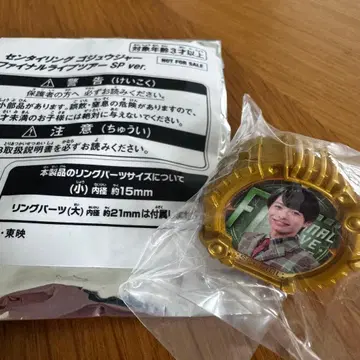 対象年齢3才以上
センタイリング ゴジュウジャー
NOT FOR SALE
ファイナルライブツアー SP ver.
警告 (けいこく)
保護者の方へ 必ずお読みください。
小部品があります。誤飲・窒息の危険がありますので、
才未満のお子様には絶対に与えないでください。
注意 (ちゅうい)
取扱説明書を必ずお読みください。
本製品のリングパーツサイズについて
(小) 内径 約15mm
リングパーツ(大) 内径 約21mmは付属し
・東映
FINAL